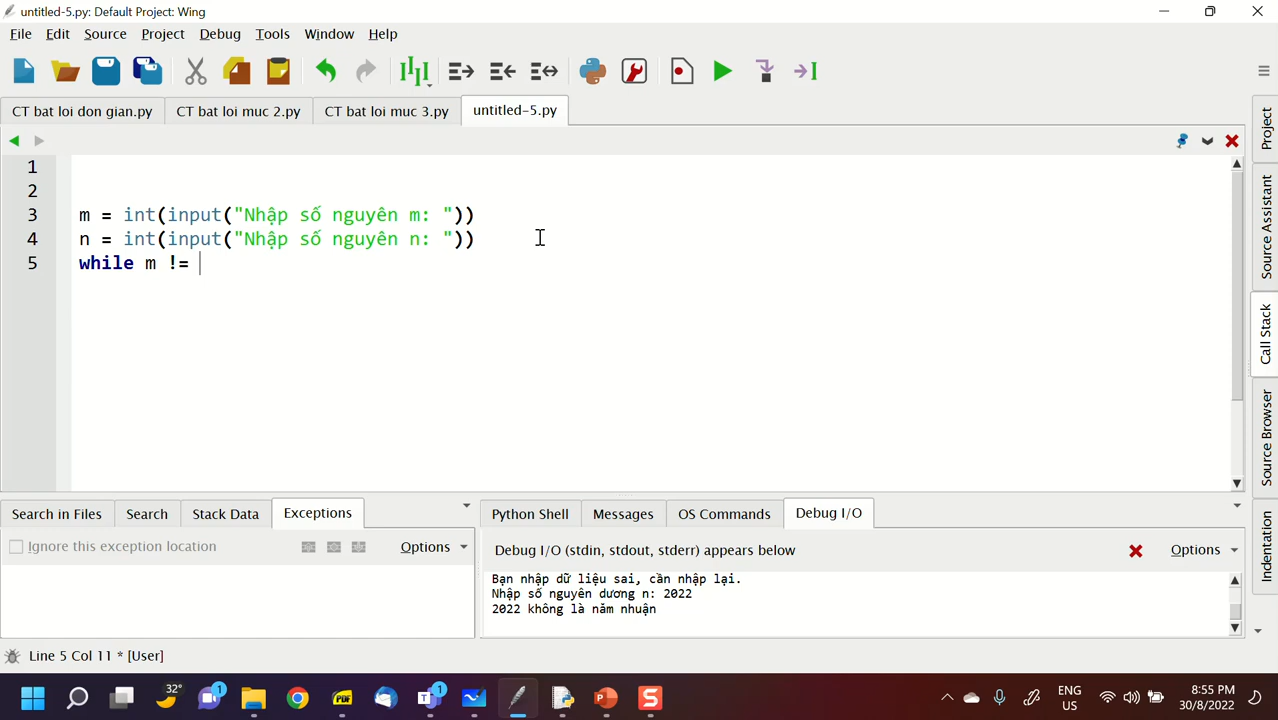 untitled-5.py: Default Project: Wing
File Edit Source Project Debug Tools Window Help
CT bat loi don gian.py CT bat loi muc 2.py CT bat loi muc 3.py untitled-5.py
1
2
3 m = int(input("Nhập số nguyên m: "))
4 n = int(input("Nhập số nguyên n: "))
5 while m !=
Project
Source Assistant
Call Stack
Source Browser
Indentation
Search in Files Search Stack Data Exceptions
Ignore this exception location Options
Python Shell Messages OS Commands Debug I/O
Debug I/O (stdin, stdout, stderr) appears below Options
Bạn nhập dữ liệu sai, cần nhập lại.
Nhập số nguyên dương n: 2022
2022 không là năm nhuận
Line 5 Col 11 * [User]
32°
1
PDF
1
ENG
US
8:55 PM
30/8/2022